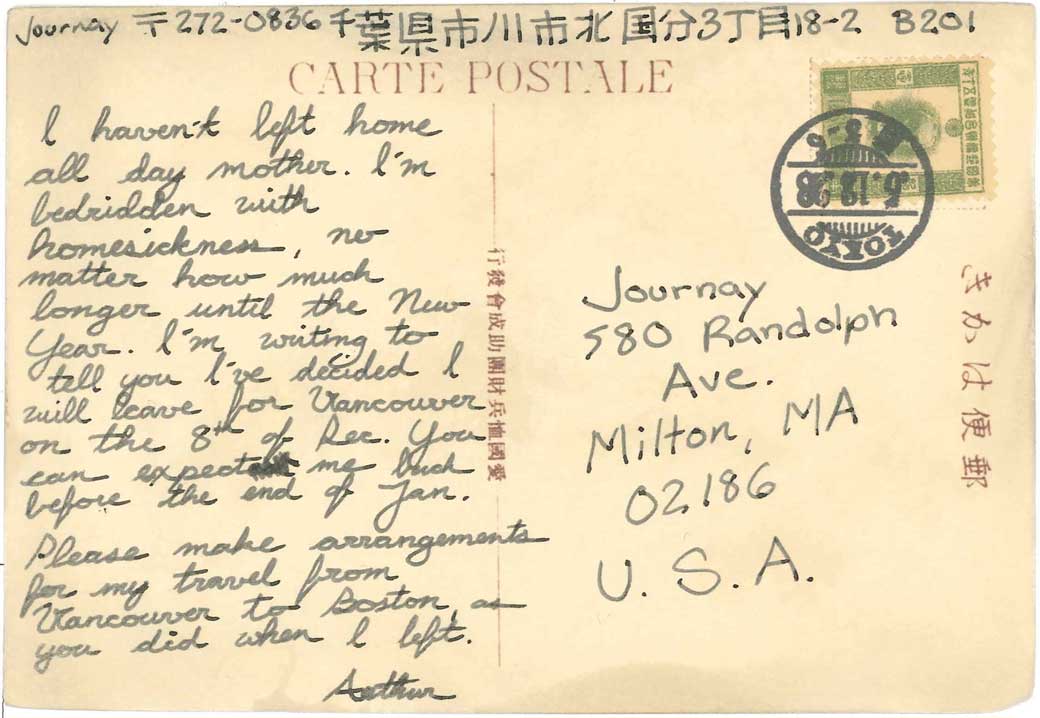 Journay 〒272-0836 千葉県市川市北国分3丁目18-2 B201
CARTE POSTALE
I haven't left home
all day mother. I'm
bedridden with
homesickness, no
matter how much
longer until the New
Year. I'm writing to
tell you I've decided I
will leave for Vancouver
on the 8th of Dec. You
can expect me back
before the end of Jan.
Please make arrangements
for my travel from
Vancouver to Boston, as
you did when I left.
Arthur
行發會成助團財兵恤國愛
Journay
580 Randolph
Ave.
Milton, MA
02186
U. S. A.
きかは便郵
TOKYO